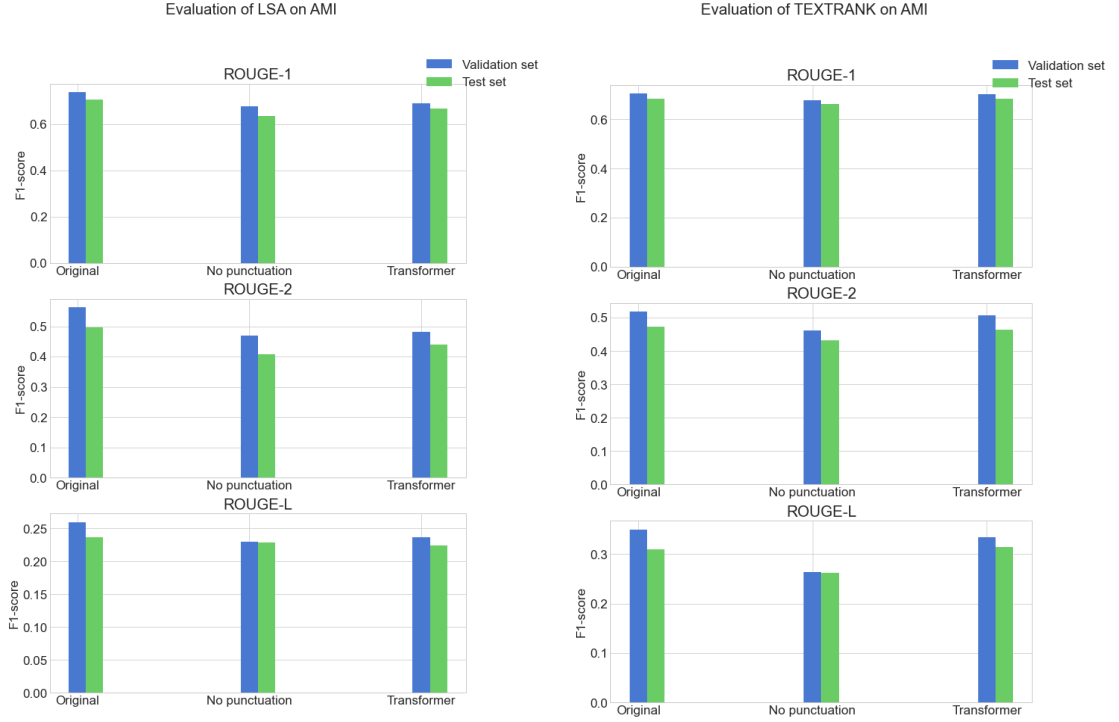 Evaluation of LSA on AMI
Validation set
Test set
ROUGE-1
F1-score
0.6
0.4
0.2
0.0
Original
No punctuation
Transformer
ROUGE-2
F1-score
0.5
0.4
0.3
0.2
0.1
0.0
Original
No punctuation
Transformer
ROUGE-L
F1-score
0.25
0.20
0.15
0.10
0.05
0.00
Original
No punctuation
Transformer
Evaluation of TEXTRANK on AMI
Validation set
Test set
ROUGE-1
F1-score
0.6
0.4
0.2
0.0
Original
No punctuation
Transformer
ROUGE-2
F1-score
0.5
0.4
0.3
0.2
0.1
0.0
Original
No punctuation
Transformer
ROUGE-L
F1-score
0.3
0.2
0.1
0.0
Original
No punctuation
Transformer